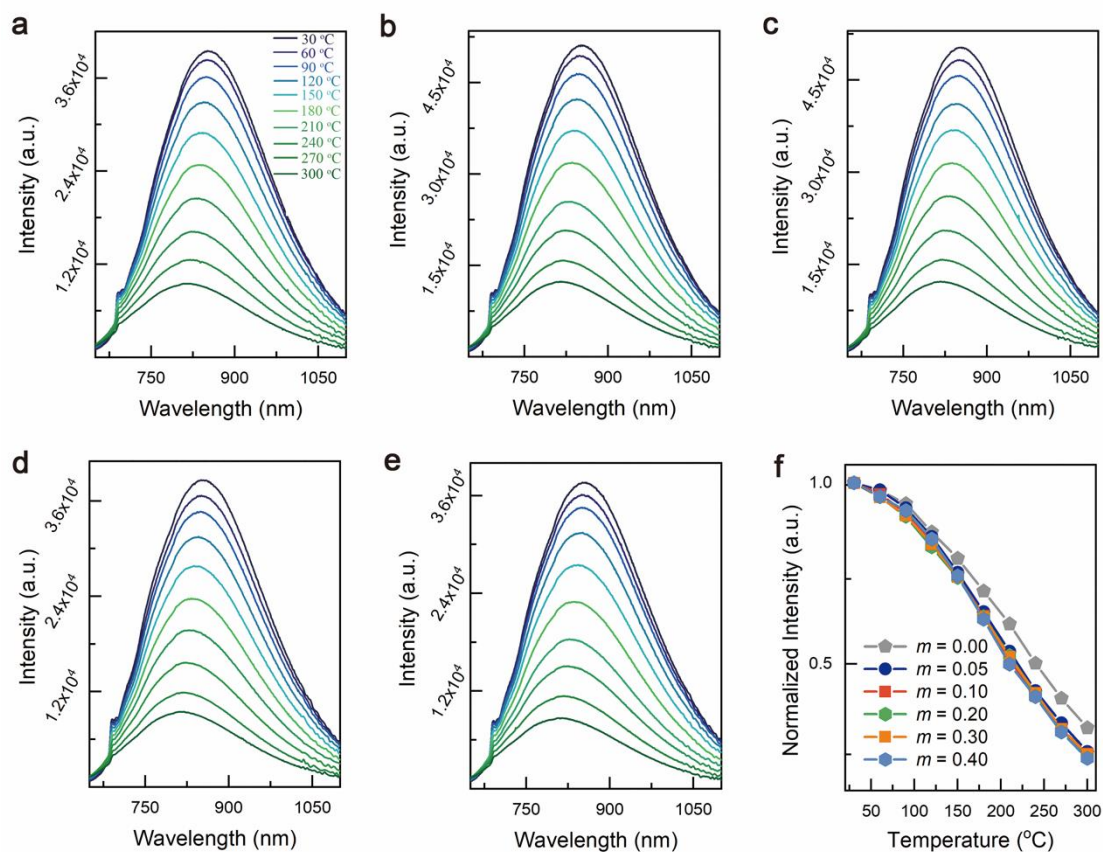 a
Intensity (a.u.)
3.6x10⁴
2.4x10⁴
1.2x10⁴
30 °C
60 °C
90 °C
120 °C
150 °C
180 °C
210 °C
240 °C
270 °C
300 °C
750 900 1050
Wavelength (nm)
b
Intensity (a.u.)
4.5x10⁴
3.0x10⁴
1.5x10⁴
750 900 1050
Wavelength (nm)
c
Intensity (a.u.)
4.5x10⁴
3.0x10⁴
1.5x10⁴
750 900 1050
Wavelength (nm)
d
Intensity (a.u.)
3.6x10⁴
2.4x10⁴
1.2x10⁴
750 900 1050
Wavelength (nm)
e
Intensity (a.u.)
3.6x10⁴
2.4x10⁴
1.2x10⁴
750 900 1050
Wavelength (nm)
f
Normalized Intensity (a.u.)
1.0
0.5
m = 0.00
m = 0.05
m = 0.10
m = 0.20
m = 0.30
m = 0.40
50 100 150 200 250 300
Temperature (°C)